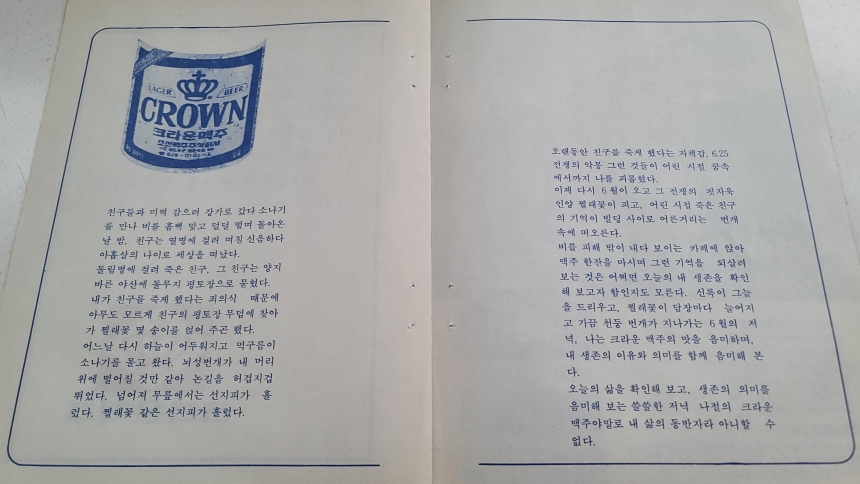 LAGER BEER
CROWN
크라운맥주
조선맥주주식회사
친구들과 미역 감으러 강가로 갔다 소나기
를 만나 비를 흠빡 맞고 덜덜 떨며 돌아온
날 밤, 친구는 열병에 걸려 며칠 신음하다
아홉살의 나이로 세상을 떠났다.
돌림병에 걸려 죽은 친구, 그 친구는 양지
바른 야산에 돌무지 평토장으로 묻혔다.
내가 친구를 죽게 했다는 죄의식 때문에
아무도 모르게 친구의 평토장 무덤에 찾아
가 찔레꽃 몇 송이를 얹어 주곤 했다.
어느날 다시 하늘이 어두워지고 먹구름이
소나기를 몰고 왔다. 뇌성번개가 내 머리
위에 떨어질 것만 같아 논길을 허겁지겁
뛰었다. 넘어져 무릎에서는 선지피가 흘
렀다. 찔레꽃 같은 선지피가 흘렀다.
오랜동안 친구를 죽게 했다는 자책감, 6.25
전쟁의 악몽 그런 것들이 어린 시절 꿈속
에서까지 나를 괴롭혔다.
이제 다시 6월이 오고 그 전쟁의 핏자욱
인양 찔레꽃이 피고, 어린 시절 죽은 친구
의 기억이 빌딩 사이로 어른거리는 번개
속에 떠오른다.
비를 피해 밖이 내다 보이는 카페에 앉아
맥주 한잔을 마시며 그런 기억을 되살려
보는 것은 어쩌면 오늘의 내 생존을 확인
해 보고자 함인지도 모른다. 신록이 그늘
을 드리우고, 찔레꽃이 담장마다 늘어지
고 가끔 천둥 번개가 지나가는 6월의 저
녁, 나는 크라운 맥주의 맛을 음미하며,
내 생존의 이유와 의미를 함께 음미해 본
다.
오늘의 삶을 확인해 보고, 생존의 의미를
음미해 보는 쓸쓸한 저녁 나절의 크라운
맥주야말로 내 삶의 동반자라 아니할 수
없다.